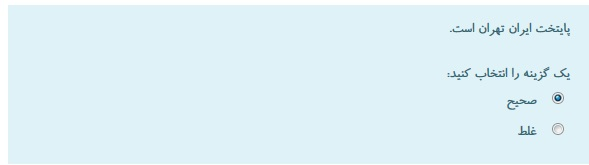 پایتخت ایران تهران است.
یک گزینه را انتخاب کنید:
صحیح
غلط